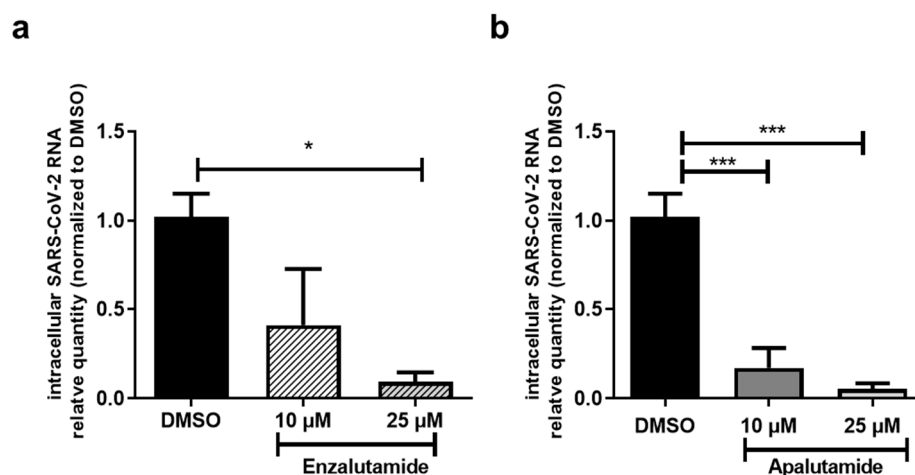 a
intracellular SARS-CoV-2 RNA
relatve quantity (normalized to DMSO)
1.5
1.0
0.5
0.0
*
DMSO
10 µM
25 µM
Enzalutamide
b
intracellular SARS-CoV-2 RNA
relatve quantity (normalized to DMSO)
1.5
1.0
0.5
0.0
***
***
DMSO
10 µM
25 µM
Apalutamide